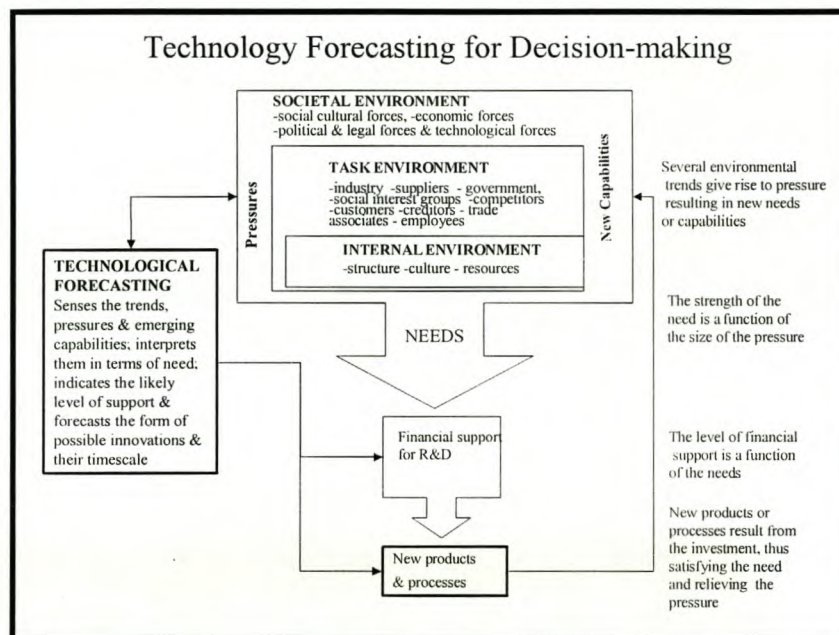 Technology Forecasting for Decision-making
SOCIETAL ENVIRONMENT
-social cultural forces, -economic forces
-political & legal forces & technological forces
TASK ENVIRONMENT
-industry -suppliers - government,
-social interest groups -competitors
-customers -creditors - trade
associates - employees
INTERNAL ENVIRONMENT
-structure -culture - resources
Pressures
New Capabilities
TECHNOLOGICAL
FORECASTING
Senses the trends,
pressures & emerging
capabilities; interprets
them in terms of need;
indicates the likely
level of support &
forecasts the form of
possible innovations &
their timescale
NEEDS
Financial support
for R&D
New products
& processes
Several environmental
trends give rise to pressure
resulting in new needs
or capabilities
The strength of the
need is a function of
the size of the pressure
The level of financial
support is a function
of the needs
New products or
processes result from
the investment, thus
satisfying the need
and relieving the
pressure